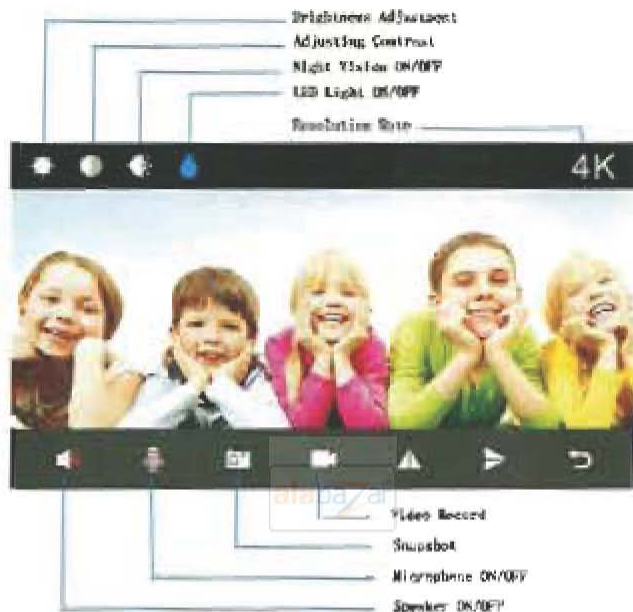 Brightness Adjustment
Adjusting Contrast
Night Vision ON/OFF
LED Light ON/OFF
Resolution
4K
atabazar
Video Record
Snapshot
Microphone ON/OFF
Speaker ON/OFF